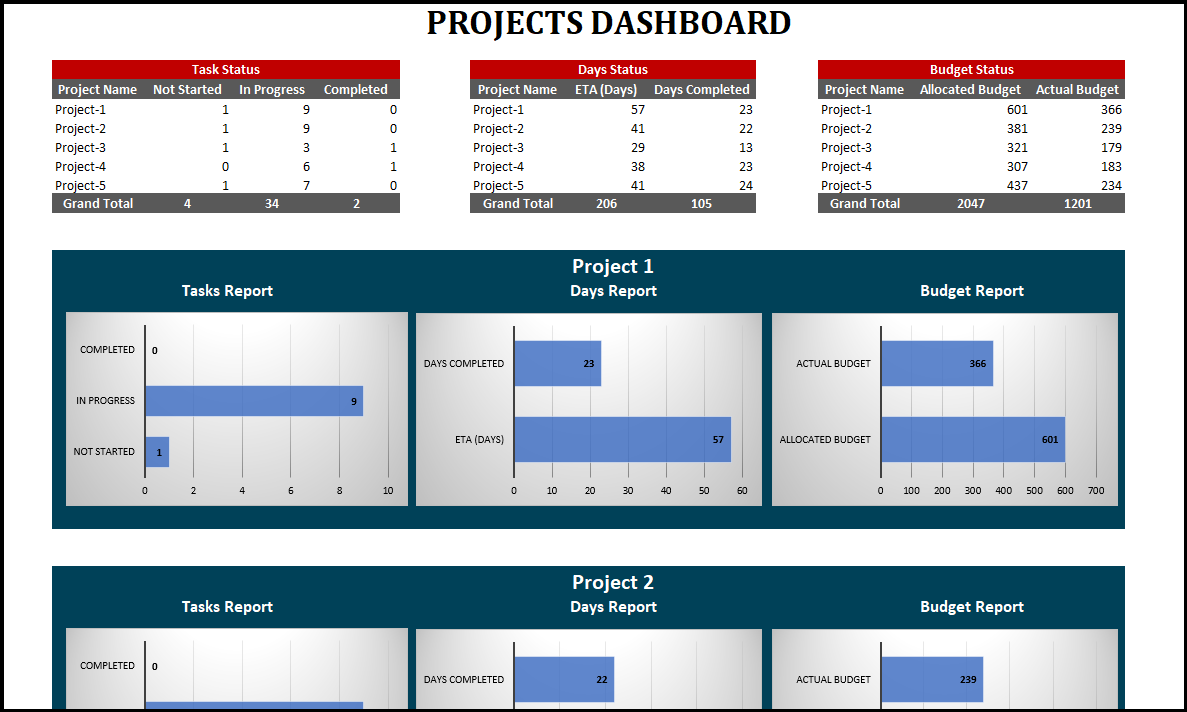 PROJECTS DASHBOARD
Task Status
Project Name Not Started In Progress Completed
Project-1 1 9 0
Project-2 1 9 0
Project-3 1 3 1
Project-4 0 6 1
Project-5 1 7 0
Grand Total 4 34 2
Days Status
Project Name ETA (Days) Days Completed
Project-1 57 23
Project-2 41 22
Project-3 29 13
Project-4 38 23
Project-5 41 24
Grand Total 206 105
Budget Status
Project Name Allocated Budget Actual Budget
Project-1 601 366
Project-2 381 239
Project-3 321 179
Project-4 307 183
Project-5 437 234
Grand Total 2047 1201
Project 1
Tasks Report
COMPLETED 0
IN PROGRESS 9
NOT STARTED 1
0 2 4 6 8 10
Days Report
DAYS COMPLETED 23
ETA (DAYS) 57
0 10 20 30 40 50 60
Budget Report
ACTUAL BUDGET 366
ALLOCATED BUDGET 601
0 100 200 300 400 500 600 700
Project 2
Tasks Report
COMPLETED 0
Days Report
DAYS COMPLETED 22
Budget Report
ACTUAL BUDGET 239